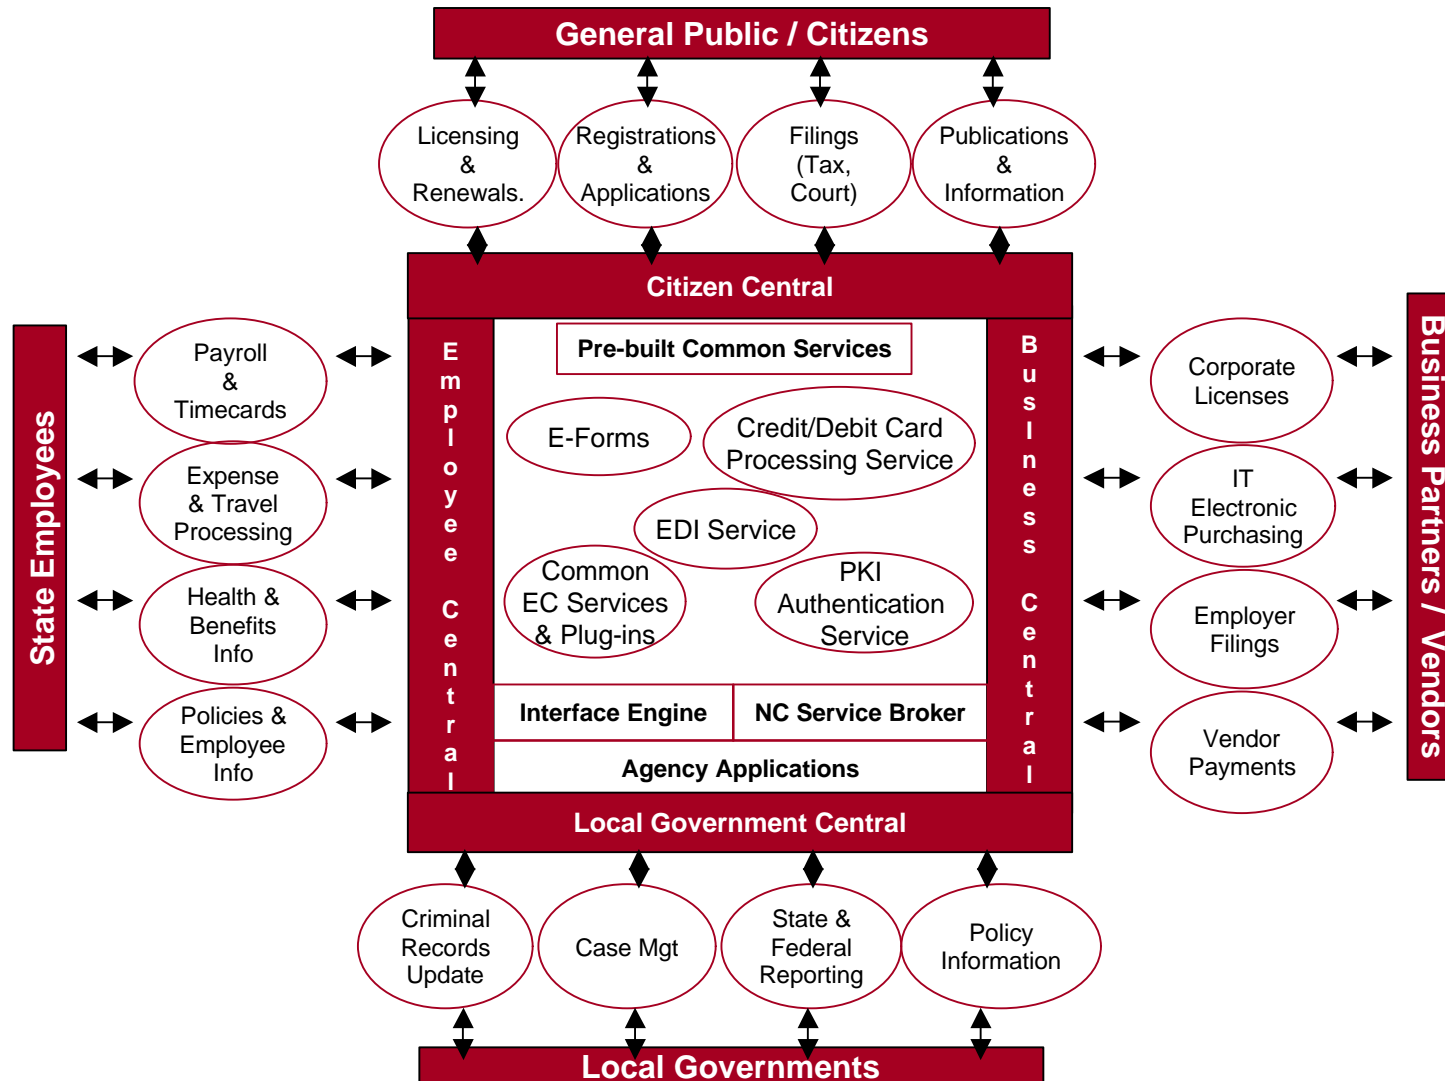 General Public / Citizens
Licensing
&
Renewals.
Registrations
&
Applications
Filings
(Tax,
Court)
Publications
&
Information
Citizen Central
State Employees
Payroll
&
Timecards
Expense
& Travel
Processing
Health &
Benefits
Info
Policies &
Employee
Info
Employee Central
Pre-built Common Services
E-Forms
Credit/Debit Card
Processing Service
EDI Service
Common
EC Services
& Plug-ins
PKI
Authentication
Service
Interface Engine
NC Service Broker
Agency Applications
BusIness Central
Corporate
Licenses
IT
Electronic
Purchasing
Employer
Filings
Vendor
Payments
Business Partners / Vendors
Local Government Central
Criminal
Records
Update
Case Mgt
State &
Federal
Reporting
Policy
Information
Local Governments